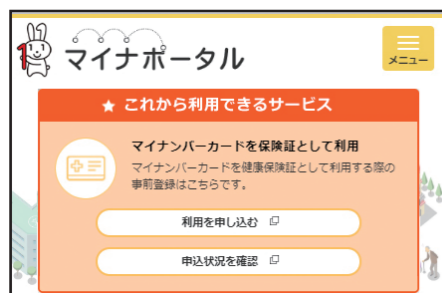 マイナポータル
メニュー
★ これから利用できるサービス
マイナンバーカードを保険証として利用
マイナンバーカードを健康保険証として利用する際の
事前登録はこちらです。
利用を申し込む
申込状況を確認